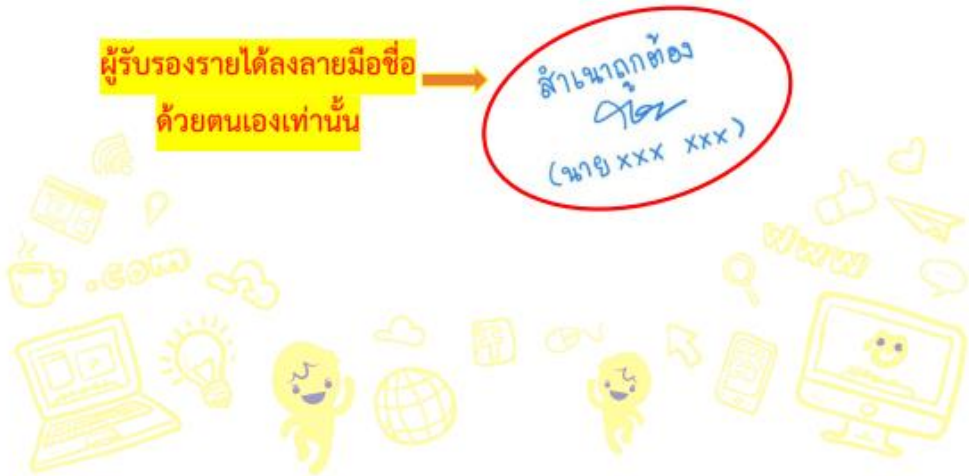 ผู้รับรองรายได้ลงลายมือชื่อ
ด้วยตนเองเท่านั้น
สำเนาถูกต้อง
(นาย xxx xxx)
.com
www